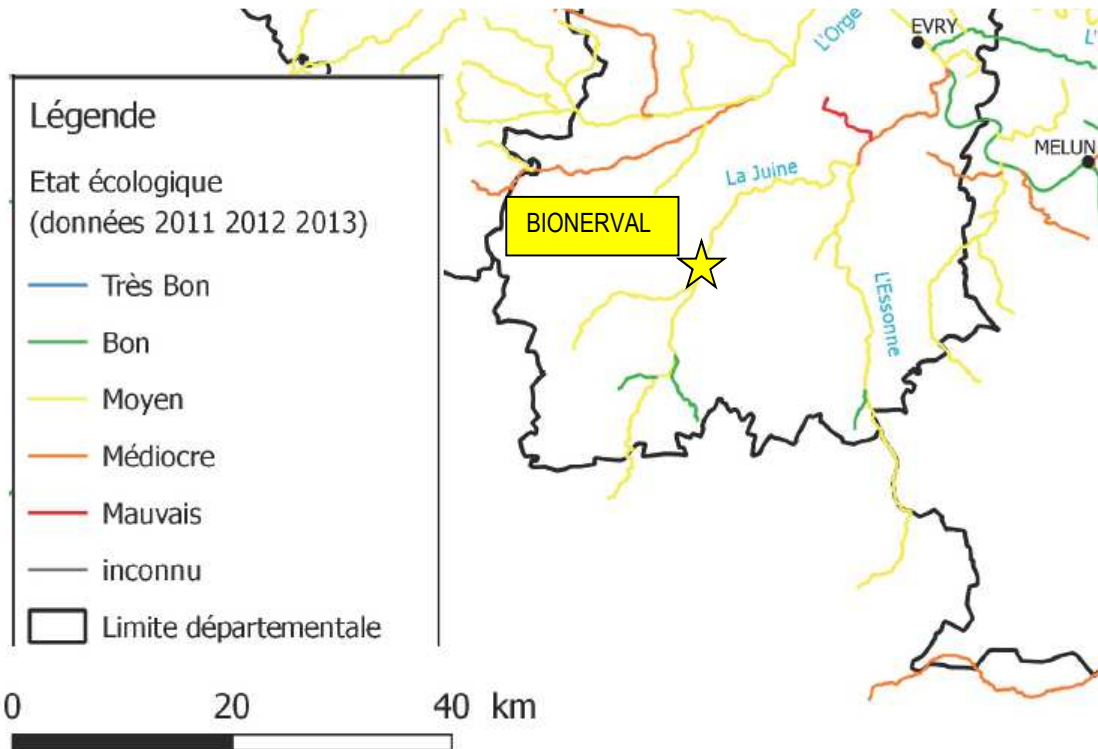 L'Orge
EVRY
L'
Légende
Etat écologique
(données 2011 2012 2013)
Très Bon
Bon
Moyen
Médiocre
Mauvais
inconnu
Limite départementale
MELUN
La Juine
BIONERVAL
L'Essonne
0 20 40 km